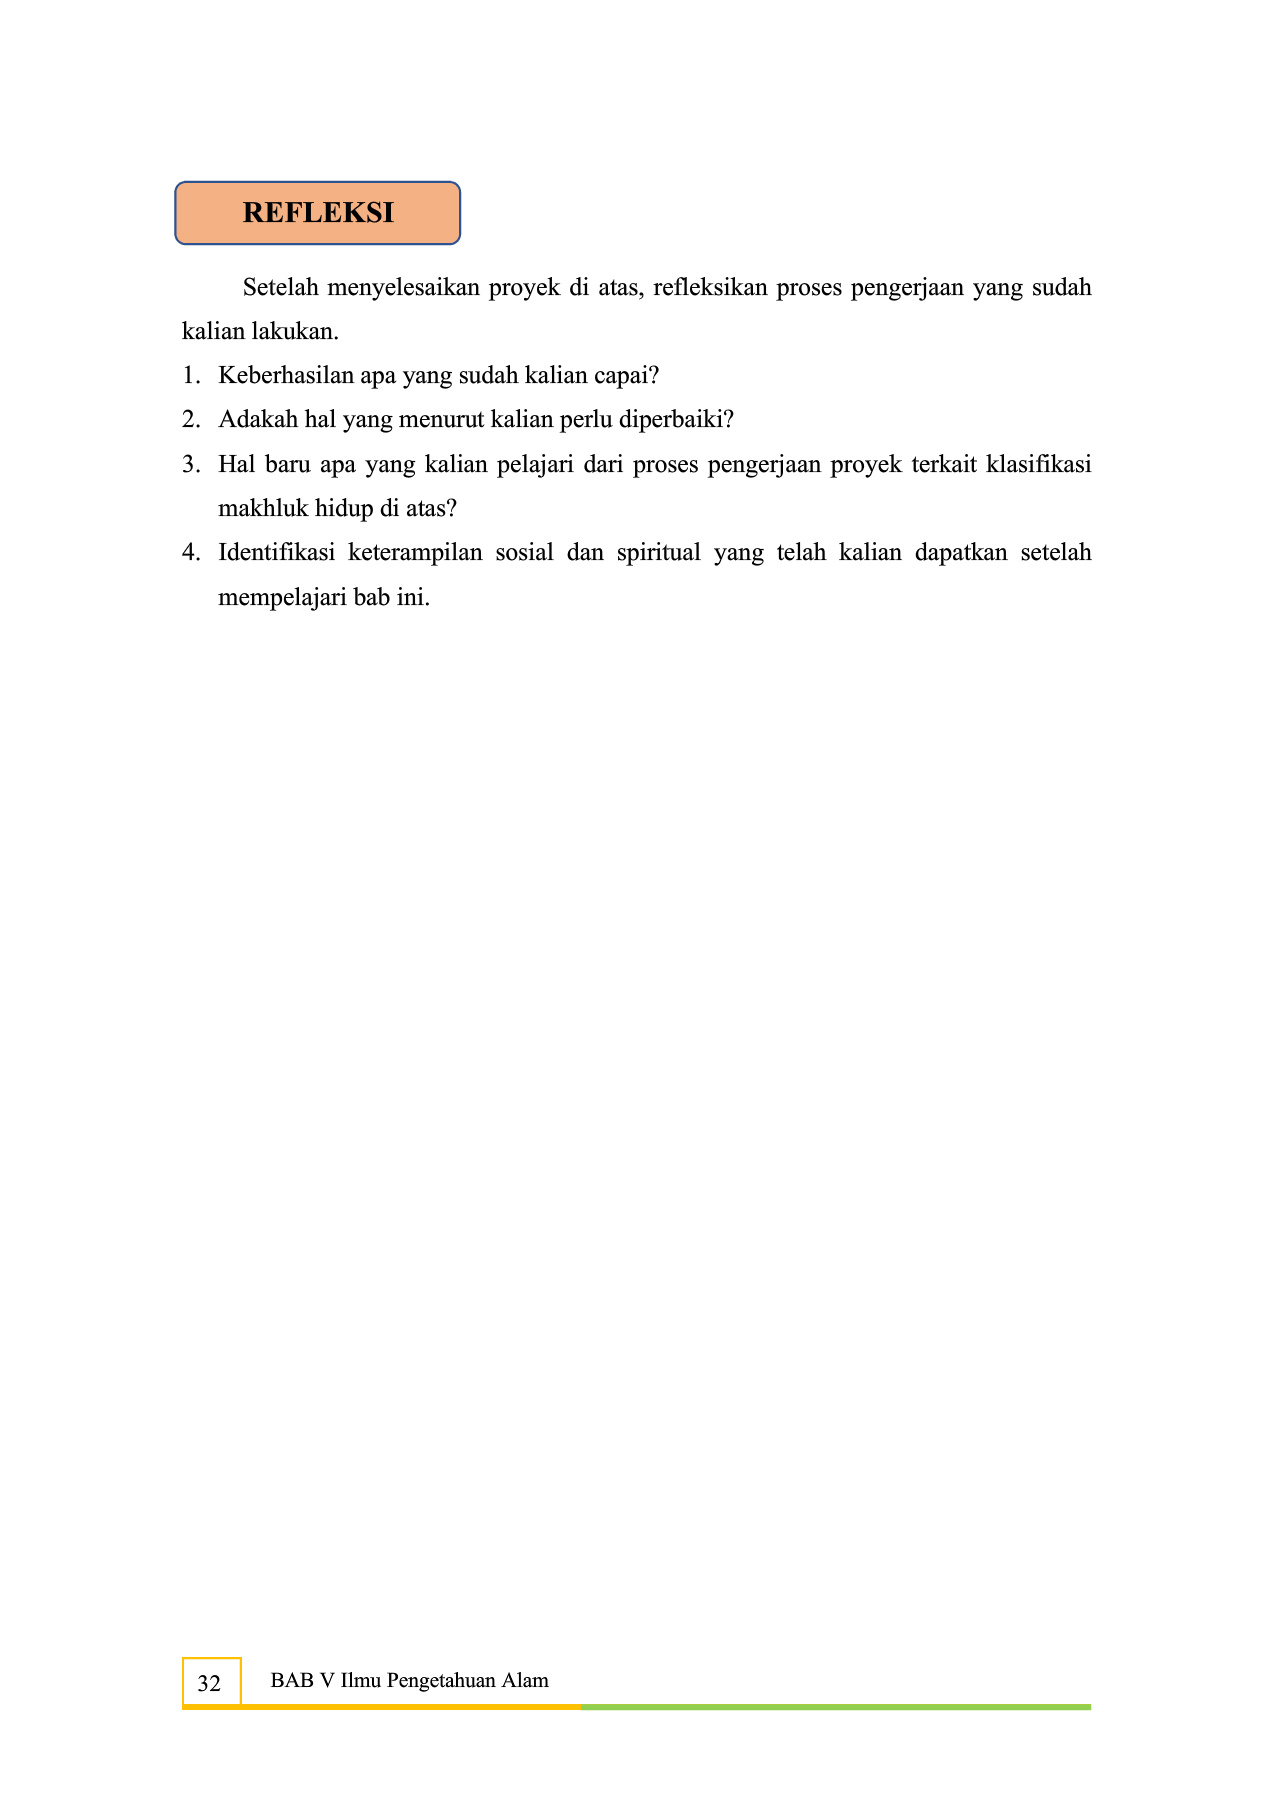 REFLEKSI
Setelah menyelesaikan proyek di atas, refleksikan proses pengerjaan yang sudah
kalian lakukan.
1. Keberhasilan apa yang sudah kalian capai?
2. Adakah hal yang menurut kalian perlu diperbaiki?
3. Hal baru apa yang kalian pelajari dari proses pengerjaan proyek terkait klasifikasi
makhluk hidup di atas?
4. Identifikasi keterampilan sosial dan spiritual yang telah kalian dapatkan setelah
mempelajari bab ini.
32 BAB V Ilmu Pengetahuan Alam